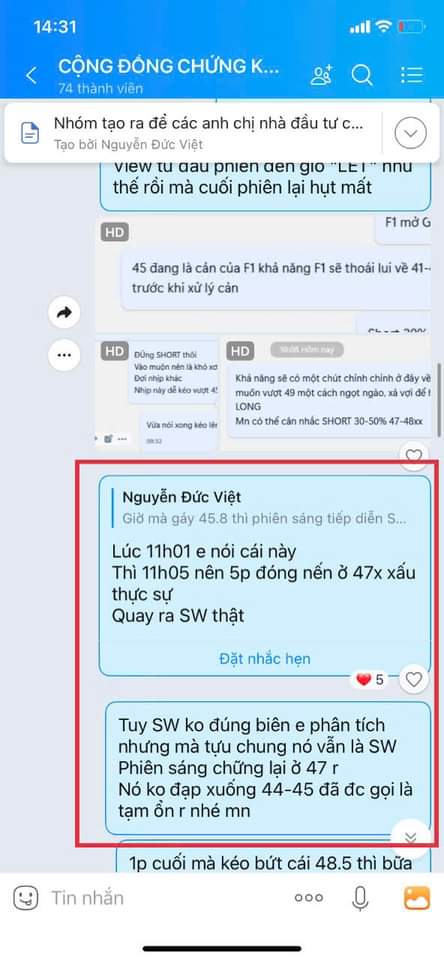 14:31
CỘNG ĐỒNG CHỨNG K...
74 thành viên
Nhóm tạo ra để các anh chị nhà đầu tư c...
Tạo bởi Nguyễn Đức Việt
View từ đầu phiên đến giờ "LET" như
thế rồi mà cuối phiên lại hụt mất
HD
F1 mở G
45 đang là cản của F1 khả năng F1 sẽ thoái lui về 41-4
trước khi xử lý cản
HD
ĐỪng SHORT thôi
Vào muộn nên là khó xơ
Đợi nhịp khác
Nhịp này dễ kéo vượt 45
Vừa nói xong kéo lên
09:32
HD
10:05 Hôm nay
Khả năng sẽ có một chút chỉnh chỉnh ở đây về
muốn vượt 49 một cách ngọt ngào, xả vợi để h
LONG
Mn có thể cân nhắc SHORT 30-50% 47-48xx
Nguyễn Đức Việt
Giờ mà gáy 45.8 thì phiên sáng tiếp diễn S...
Lúc 11h01 e nói cái này
Thì 11h05 nên 5p đóng nến ở 47x xấu
thực sự
Quay ra SW thật
Đặt nhắc hẹn
5
Tuy SW ko đúng biên e phân tích
nhưng mà tựu chung nó vẫn là SW
Phiên sáng chững lại ở 47 r
Nó ko đạp xuống 44-45 đã đc gọi là
tạm ổn r nhé mn
1p cuối mà kéo bứt cái 48.5 thì bữa
Tin nhắn